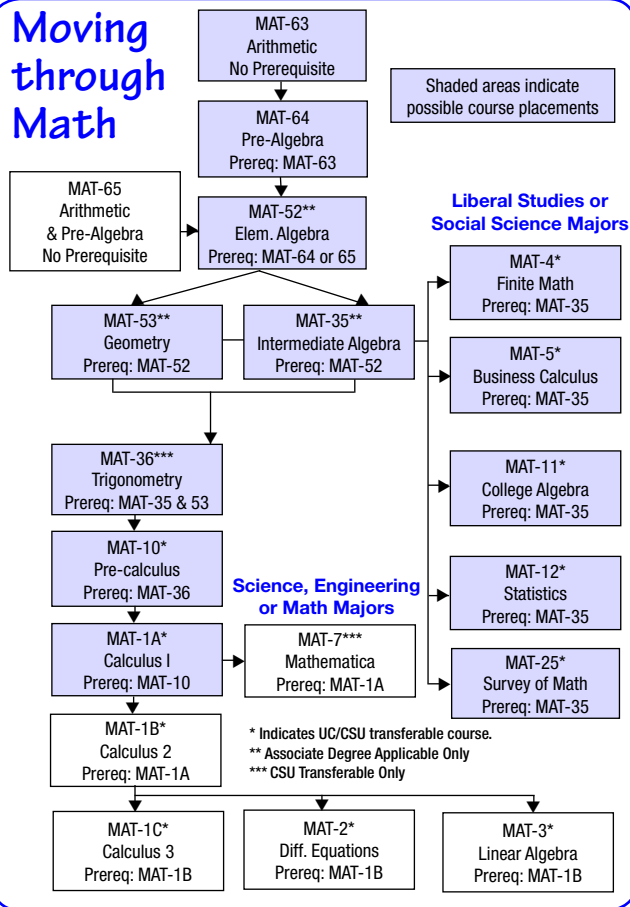 Moving
through
Math
MAT-63
Arithmetic
No Prerequisite
Shaded areas indicate
possible course placements
MAT-64
Pre-Algebra
Prereq: MAT-63
MAT-65
Arithmetic
& Pre-Algebra
No Prerequisite
MAT-52**
Elem. Algebra
Prereq: MAT-64 or 65
Liberal Studies or
Social Science Majors
MAT-4*
Finite Math
Prereq: MAT-35
MAT-53**
Geometry
Prereq: MAT-52
MAT-35**
Intermediate Algebra
Prereq: MAT-52
MAT-5*
Business Calculus
Prereq: MAT-35
MAT-36***
Trigonometry
Prereq: MAT-35 & 53
MAT-11*
College Algebra
Prereq: MAT-35
MAT-10*
Pre-calculus
Prereq: MAT-36
MAT-12*
Statistics
Prereq: MAT-35
Science, Engineering
or Math Majors
MAT-1A*
Calculus I
Prereq: MAT-10
MAT-7***
Mathematica
Prereq: MAT-1A
MAT-25*
Survey of Math
Prereq: MAT-35
MAT-1B*
Calculus 2
Prereq: MAT-1A
* Indicates UC/CSU transferable course.
** Associate Degree Applicable Only
*** CSU Transferable Only
MAT-1C*
Calculus 3
Prereq: MAT-1B
MAT-2*
Diff. Equations
Prereq: MAT-1B
MAT-3*
Linear Algebra
Prereq: MAT-1B